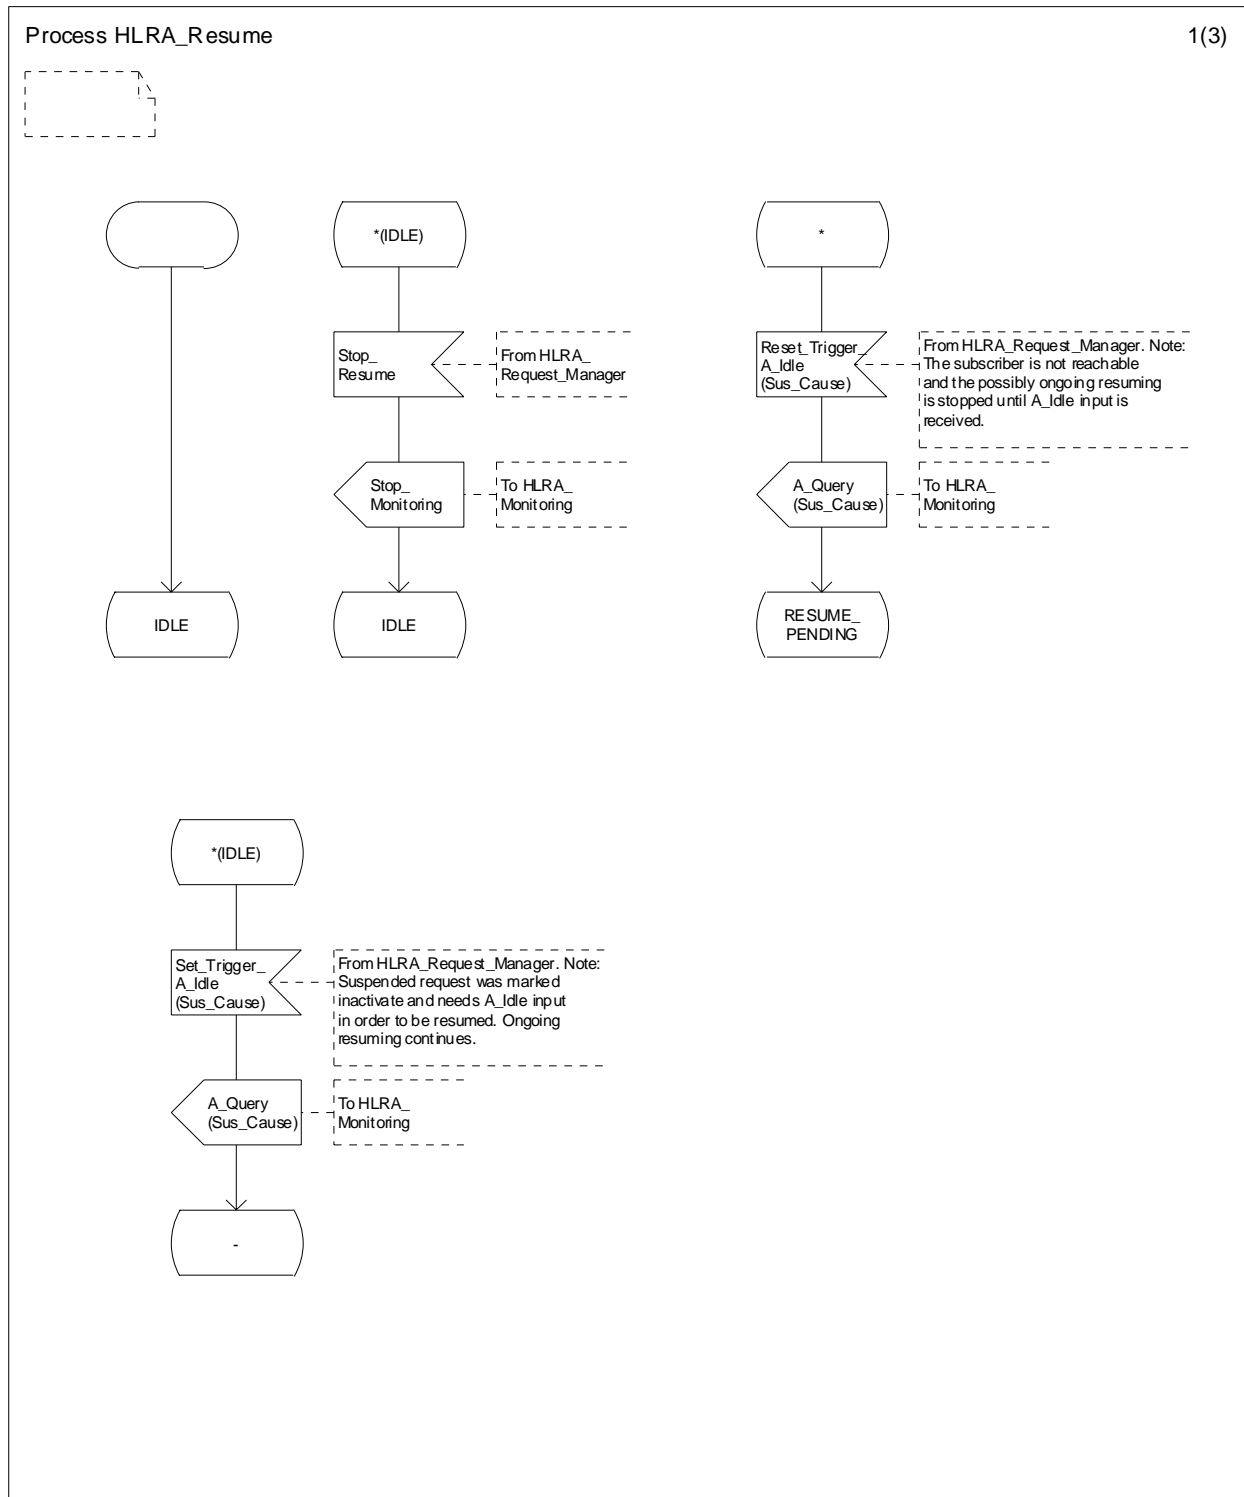 Process HLRA_Resume
1(3)
*(IDLE)
Stop_
Resume
From HLRA_
Request_Manager
Stop_
Monitoring
To HLRA_
Monitoring
IDLE
IDLE
*
Reset_Trigger_
A_Idle
(Sus_Cause)
From HLRA_Request_Manager. Note:
The subscriber is not reachable
and the possibly ongoing resuming
is stopped until A_Idle input is
received.
A_Query
(Sus_Cause)
To HLRA_
Monitoring
RESUME_
PENDING
*(IDLE)
Set_Trigger_
A_Idle
(Sus_Cause)
From HLRA_Request_Manager. Note:
Suspended request was marked
inactivate and needs A_Idle input
in order to be resumed. Ongoing
resuming continues.
A_Query
(Sus_Cause)
To HLRA_
Monitoring
-